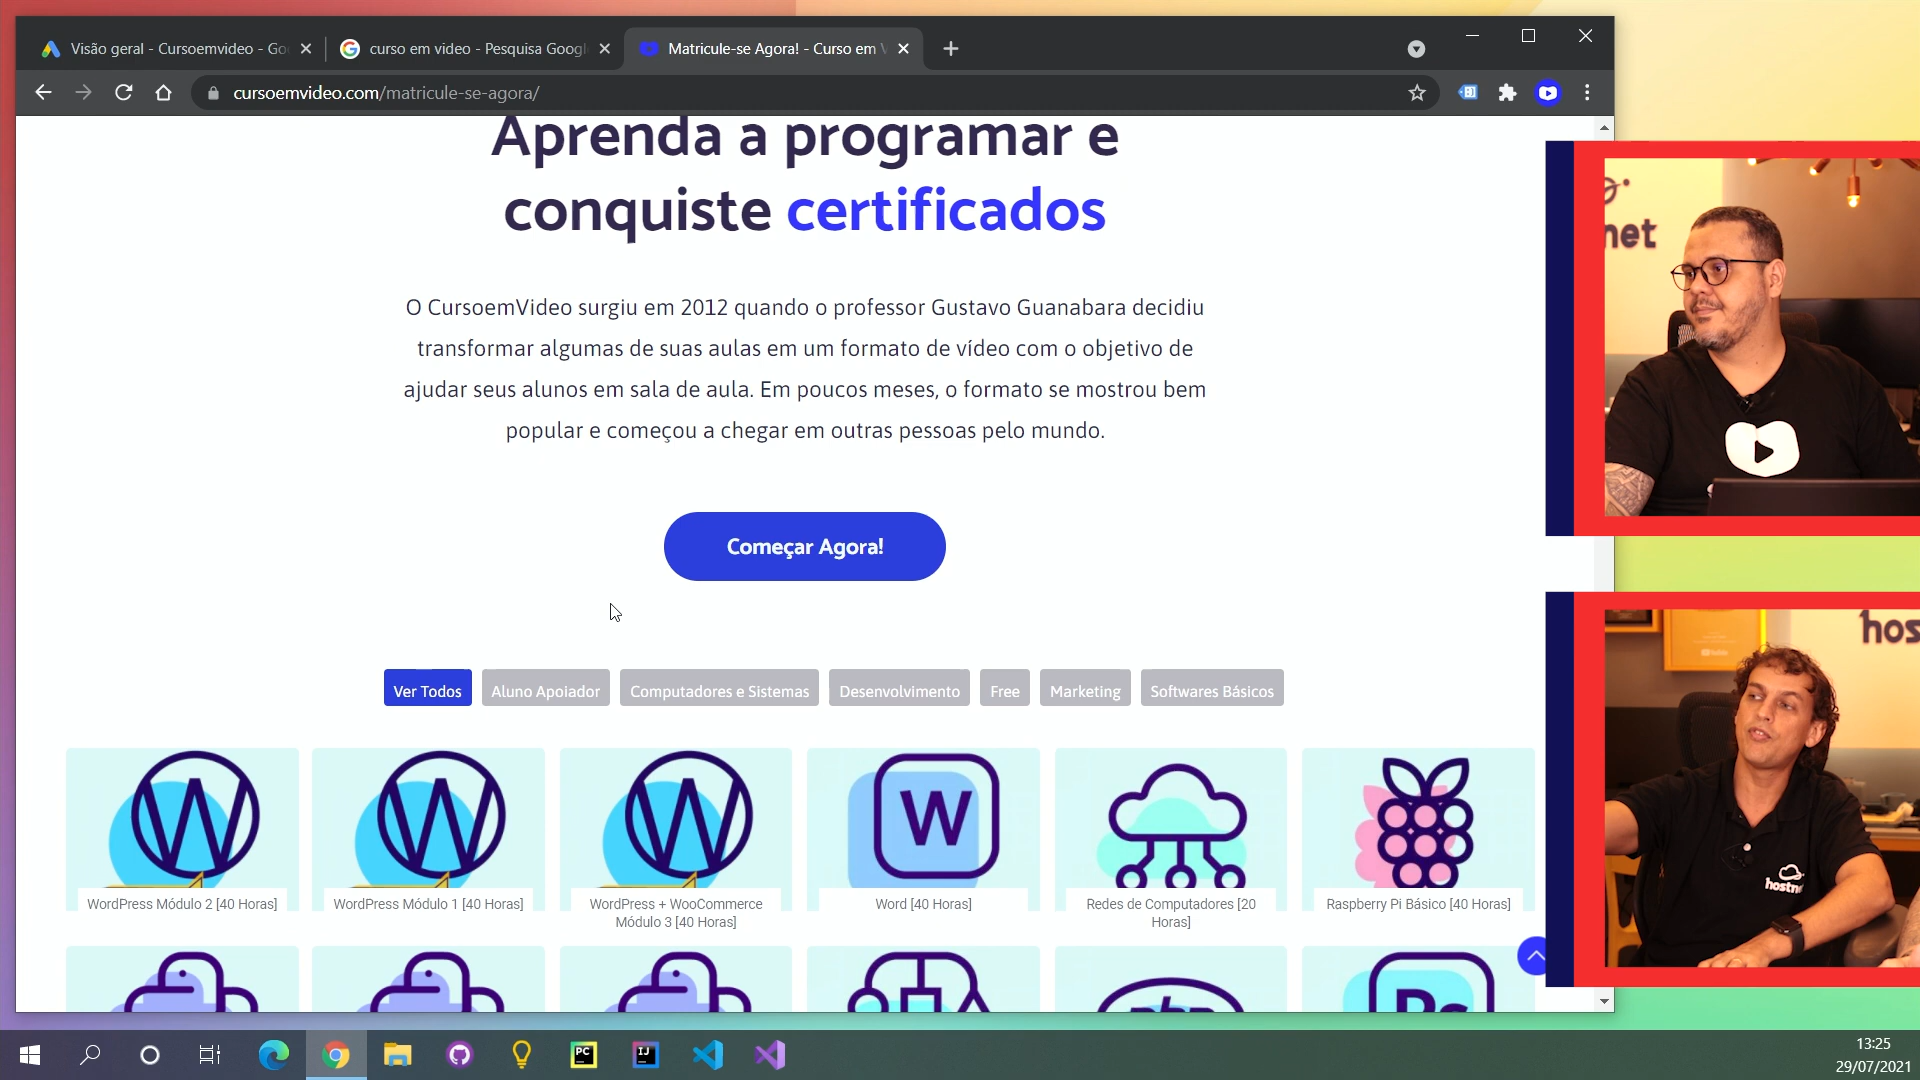 Visão geral - Cursoemvideo - Go
curso em video - Pesquisa Googl
Matricule-se Agora! - Curso em V
cursoemvideo.com/matricule-se-agora/
Aprenda a programar e
conquiste certificados
O CursoemVideo surgiu em 2012 quando o professor Gustavo Guanabara decidiu
transformar algumas de suas aulas em um formato de vídeo com o objetivo de
ajudar seus alunos em sala de aula. Em poucos meses, o formato se mostrou bem
popular e começou a chegar em outras pessoas pelo mundo.
Começar Agora!
Ver Todos
Aluno Apoiador
Computadores e Sistemas
Desenvolvimento
Free
Marketing
Softwares Básicos
W
WordPress Módulo 2 [40 Horas]
WordPress Módulo 1 [40 Horas]
WordPress + WooCommerce
Módulo 3 [40 Horas]
Word [40 Horas]
Redes de Computadores [20
Horas]
Raspberry Pi Básico [40 Horas]
php
Ps
net
hos
hostn
PC
IJ
13:25
29/07/2021